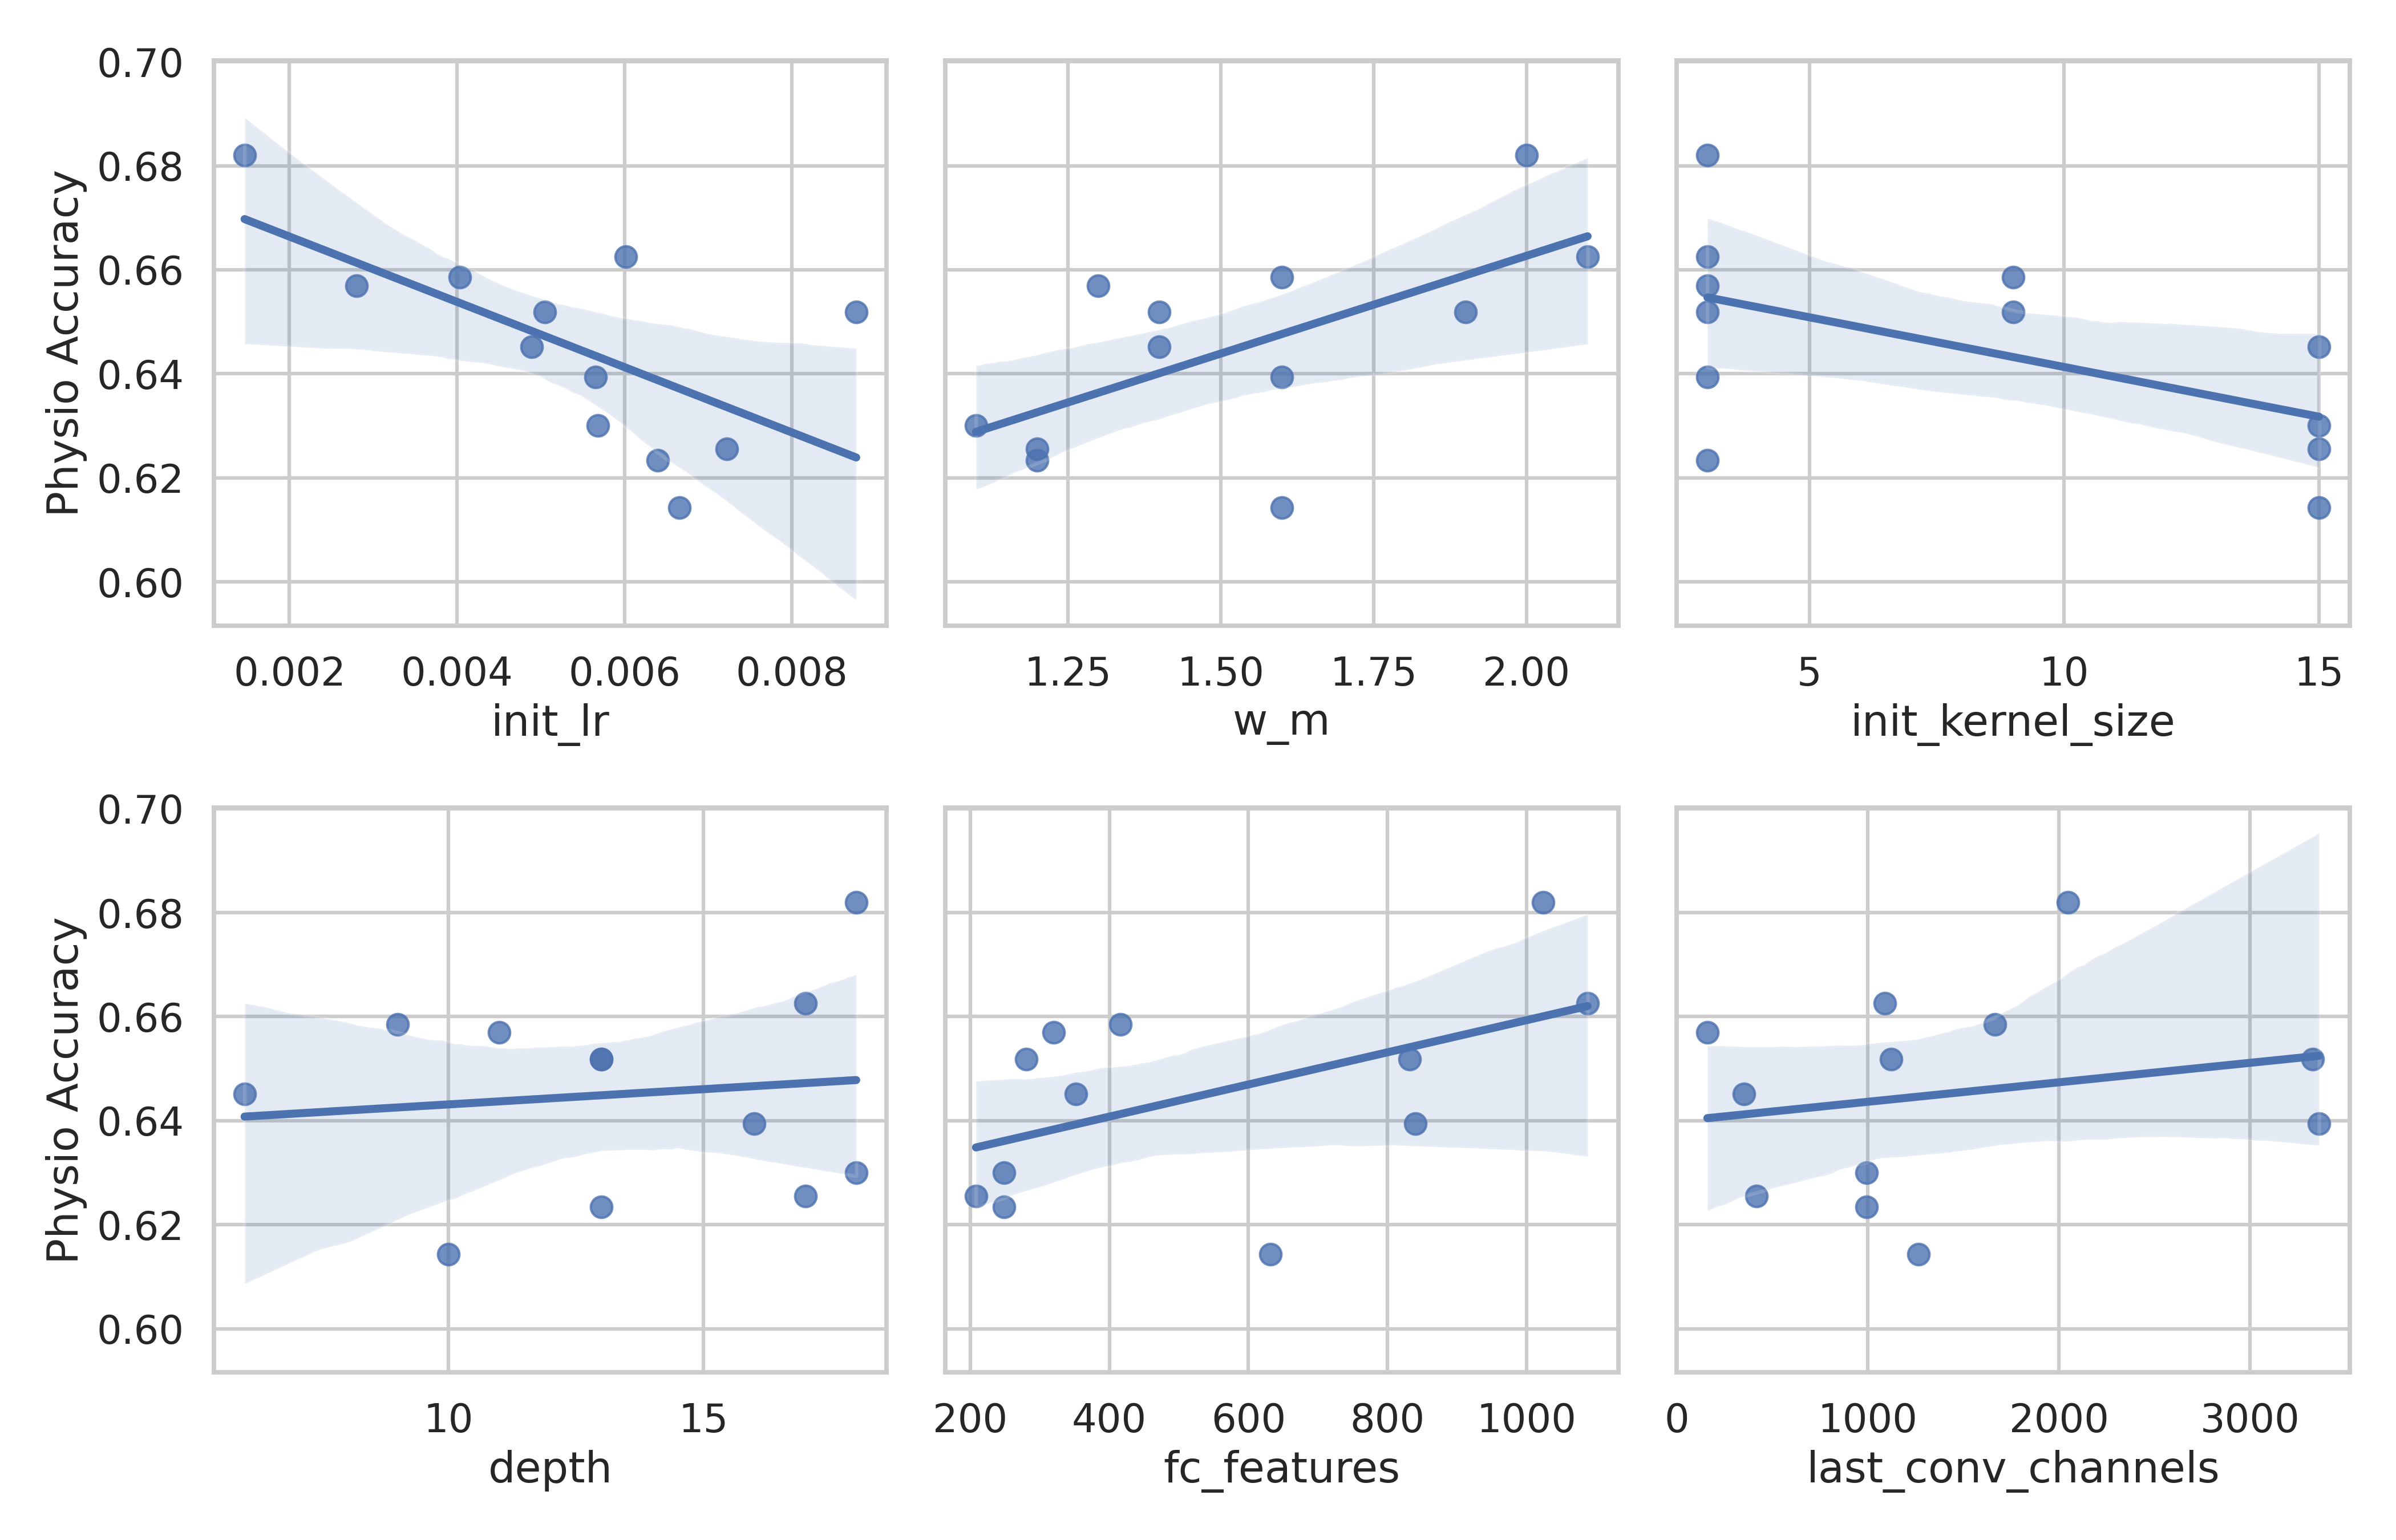 0.70
0.68
0.66
0.64
0.62
0.60
Physio Accuracy
0.002 0.004 0.006 0.008
init_lr
1.25 1.50 1.75 2.00
w_m
5 10 15
init_kernel_size
0.70
0.68
0.66
0.64
0.62
0.60
Physio Accuracy
10 15
depth
200 400 600 800 1000
fc_features
0 1000 2000 3000
last_conv_channels